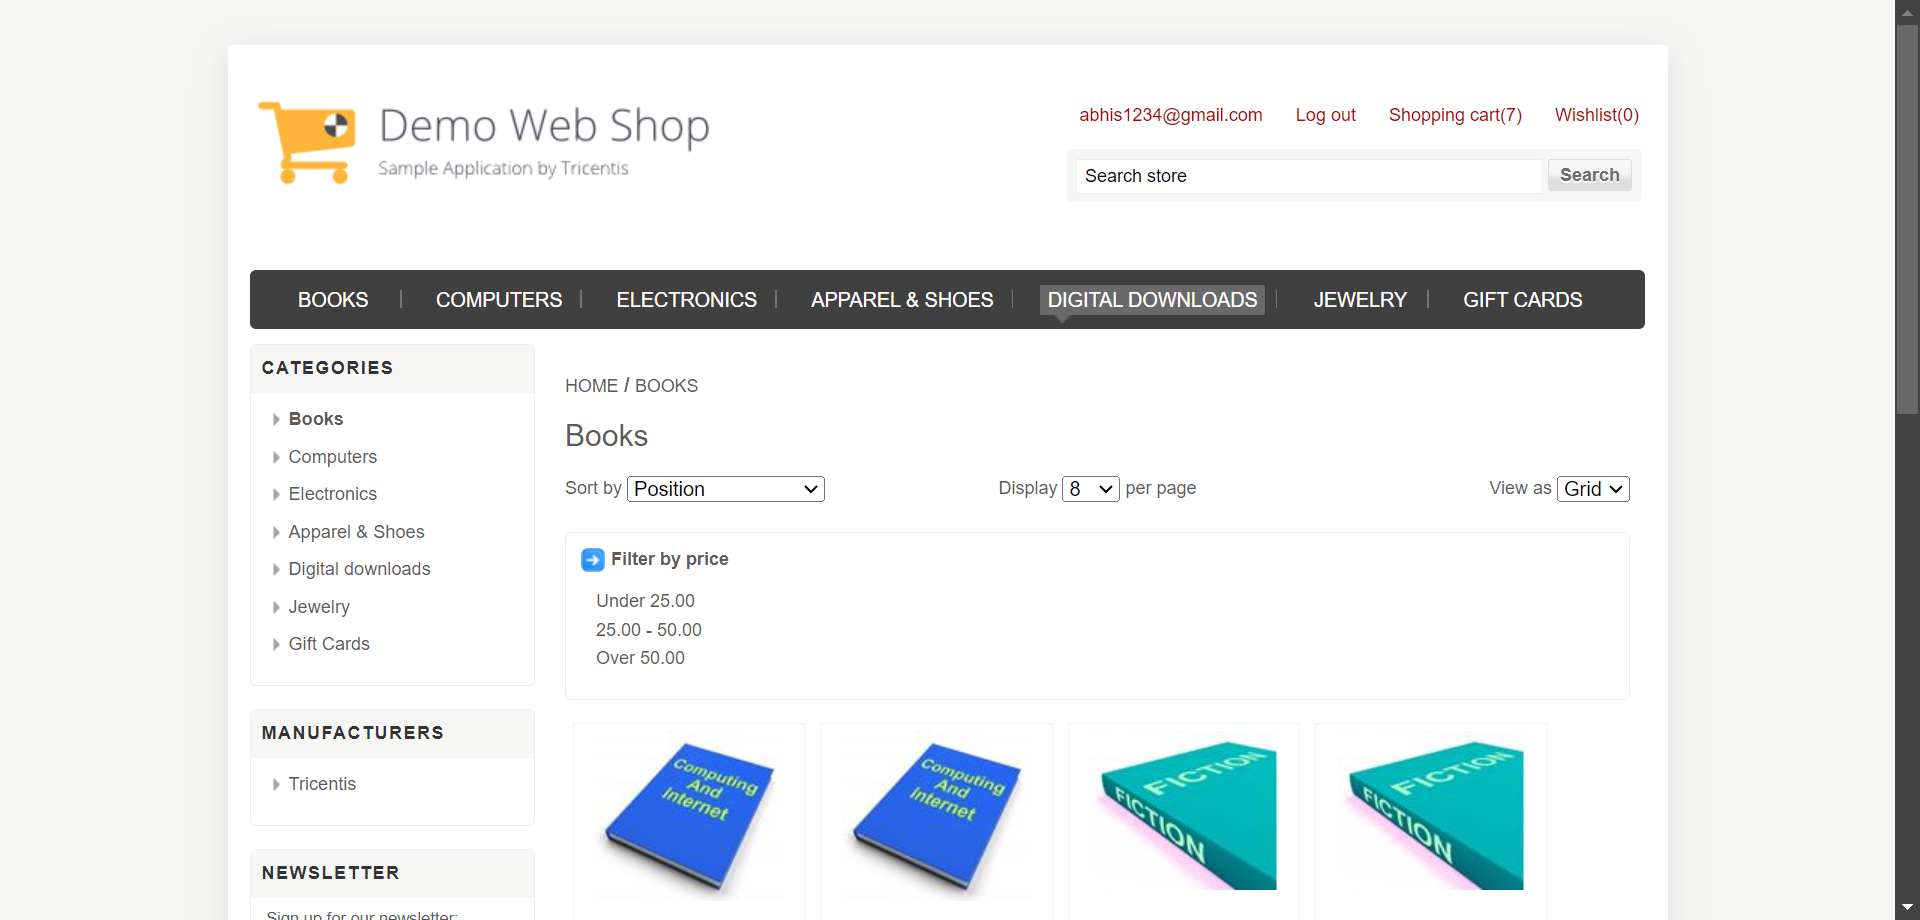 Demo Web Shop
Sample Application by Tricentis
abhis1234@gmail.com Log out Shopping cart(7) Wishlist(0)
Search store Search
BOOKS COMPUTERS ELECTRONICS APPAREL & SHOES DIGITAL DOWNLOADS JEWELRY GIFT CARDS
CATEGORIES
Books
Computers
Electronics
Apparel & Shoes
Digital downloads
Jewelry
Gift Cards
MANUFACTURERS
Tricentis
NEWSLETTER
Sign up for our newsletter:
HOME / BOOKS
Books
Sort by Position Display 8 per page View as Grid
Filter by price
Under 25.00
25.00 - 50.00
Over 50.00
Computing
And
Internet
Computing
And
Internet
FICTION
FICTION
FICTION
FICTION